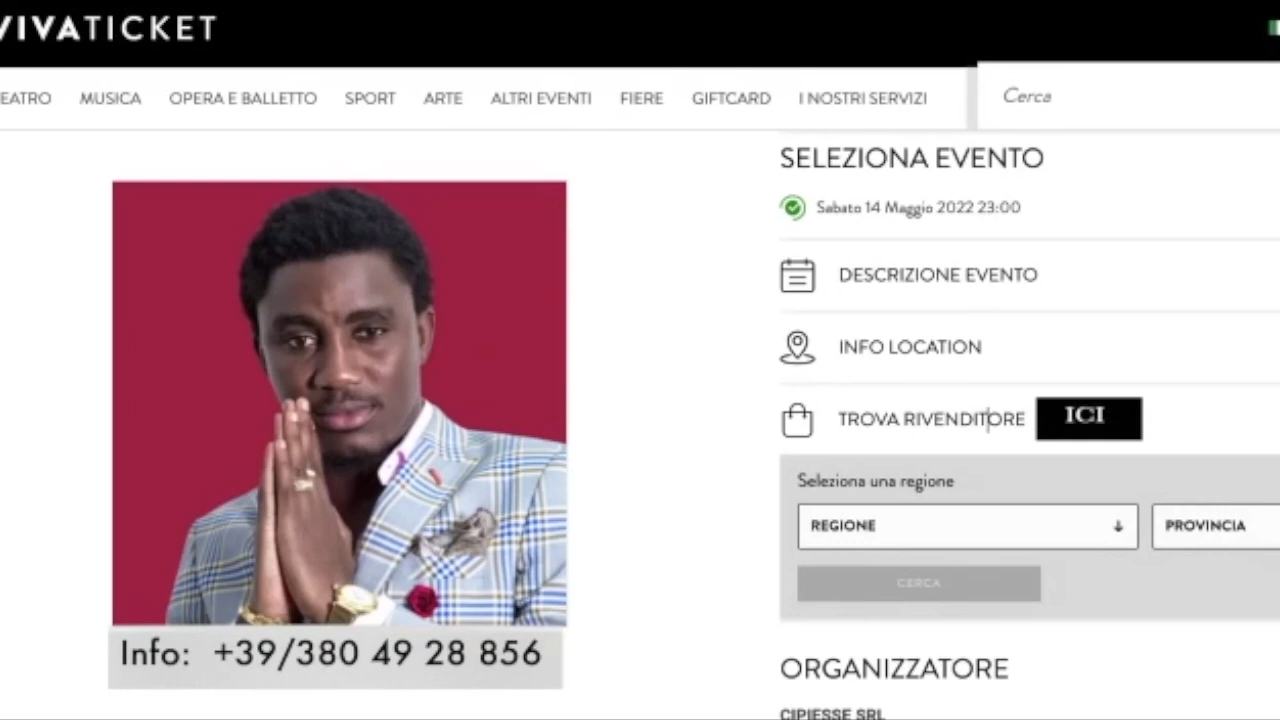 VIVATICKET
EATRO MUSICA OPERA E BALLETTO SPORT ARTE ALTRI EVENTI FIERE GIFTCARD I NOSTRI SERVIZI
Cerca
SELEZIONA EVENTO
Sabato 14 Maggio 2022 23:00
DESCRIZIONE EVENTO
INFO LOCATION
TROVA RIVENDITORE ICI
Seleziona una regione
REGIONE PROVINCIA
CERCA
Info: +39/380 49 28 856
ORGANIZZATORE
CIPIESSE SRL